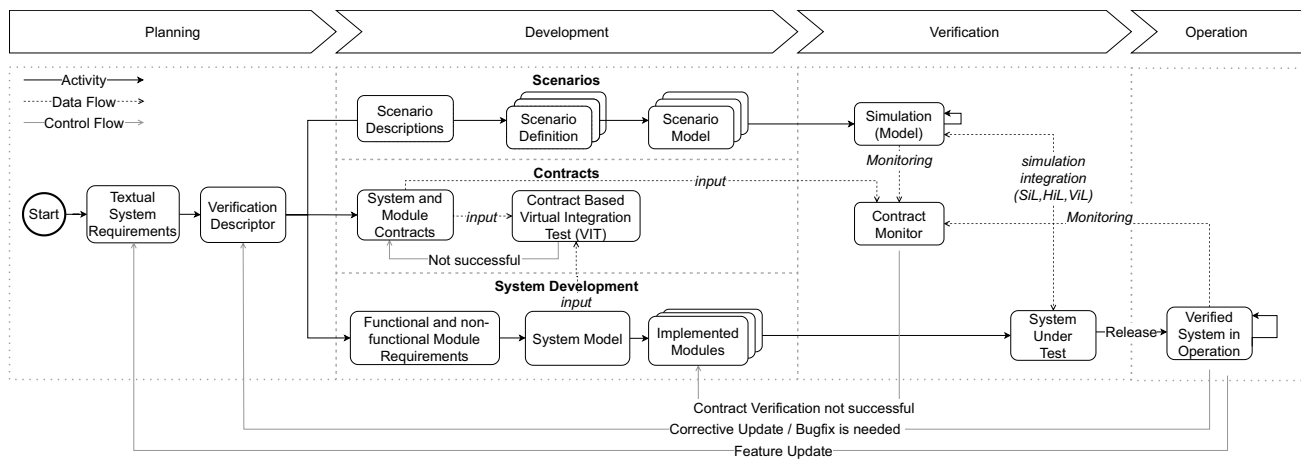 Planning
Development
Verification
Operation
Activity
Data Flow
Control Flow
Scenarios
Scenario
Descriptions
Scenario
Definition
Scenario
Model
Simulation
(Model)
Monitoring
simulation
integration
(SiL,HiL,ViL)
Contracts
input
Start
Textual
System
Requirements
Verification
Descriptor
System and
Module
Contracts
input
Contract Based
Virtual Integration
Test (VIT)
Contract
Monitor
Monitoring
Not successful
System Development
input
Functional and non-
functional Module
Requirements
System Model
Implemented
Modules
System
Under
Test
Release
Verified
System in
Operation
Contract Verification not successful
Corrective Update / Bugfix is needed
Feature Update